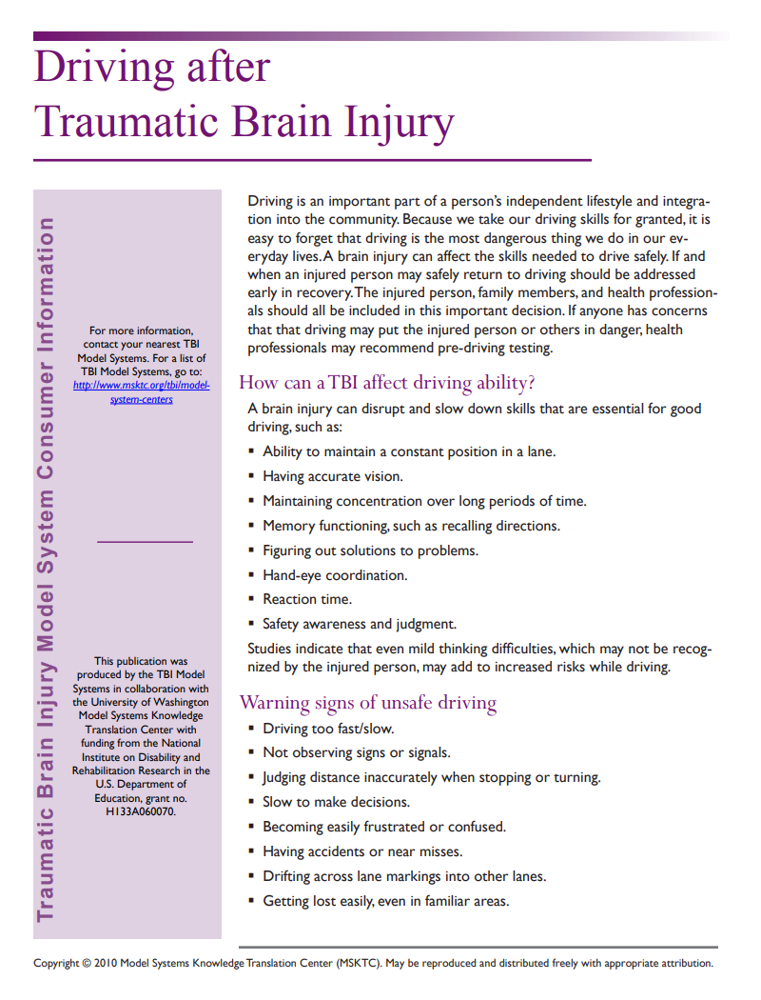 Driving after
Traumatic Brain Injury
Traumatic Brain Injury Model System Consumer Information
For more information,
contact your nearest TBI
Model Systems. For a list of
TBI Model Systems, go to:
http://www.msktc.org/tbi/model-
system-centers
This publication was
produced by the TBI Model
Systems in collaboration with
the University of Washington
Model Systems Knowledge
Translation Center with
funding from the National
Institute on Disability and
Rehabilitation Research in the
U.S. Department of
Education, grant no.
H133A060070.
Driving is an important part of a person's independent lifestyle and integra-
tion into the community. Because we take our driving skills for granted, it is
easy to forget that driving is the most dangerous thing we do in our ev-
eryday lives. A brain injury can affect the skills needed to drive safely. If and
when an injured person may safely return to driving should be addressed
early in recovery. The injured person, family members, and health profession-
als should all be included in this important decision. If anyone has concerns
that that driving may put the injured person or others in danger, health
professionals may recommend pre-driving testing.
How can a TBI affect driving ability?
A brain injury can disrupt and slow down skills that are essential for good
driving, such as:
▪ Ability to maintain a constant position in a lane.
▪ Having accurate vision.
▪ Maintaining concentration over long periods of time.
▪ Memory functioning, such as recalling directions.
▪ Figuring out solutions to problems.
▪ Hand-eye coordination.
▪ Reaction time.
▪ Safety awareness and judgment.
Studies indicate that even mild thinking difficulties, which may not be recog-
nized by the injured person, may add to increased risks while driving.
Warning signs of unsafe driving
▪ Driving too fast/slow.
▪ Not observing signs or signals.
▪ Judging distance inaccurately when stopping or turning.
▪ Slow to make decisions.
▪ Becoming easily frustrated or confused.
▪ Having accidents or near misses.
▪ Drifting across lane markings into other lanes.
▪ Getting lost easily, even in familiar areas.
Copyright © 2010 Model Systems Knowledge Translation Center (MSKTC). May be reproduced and distributed freely with appropriate attribution.